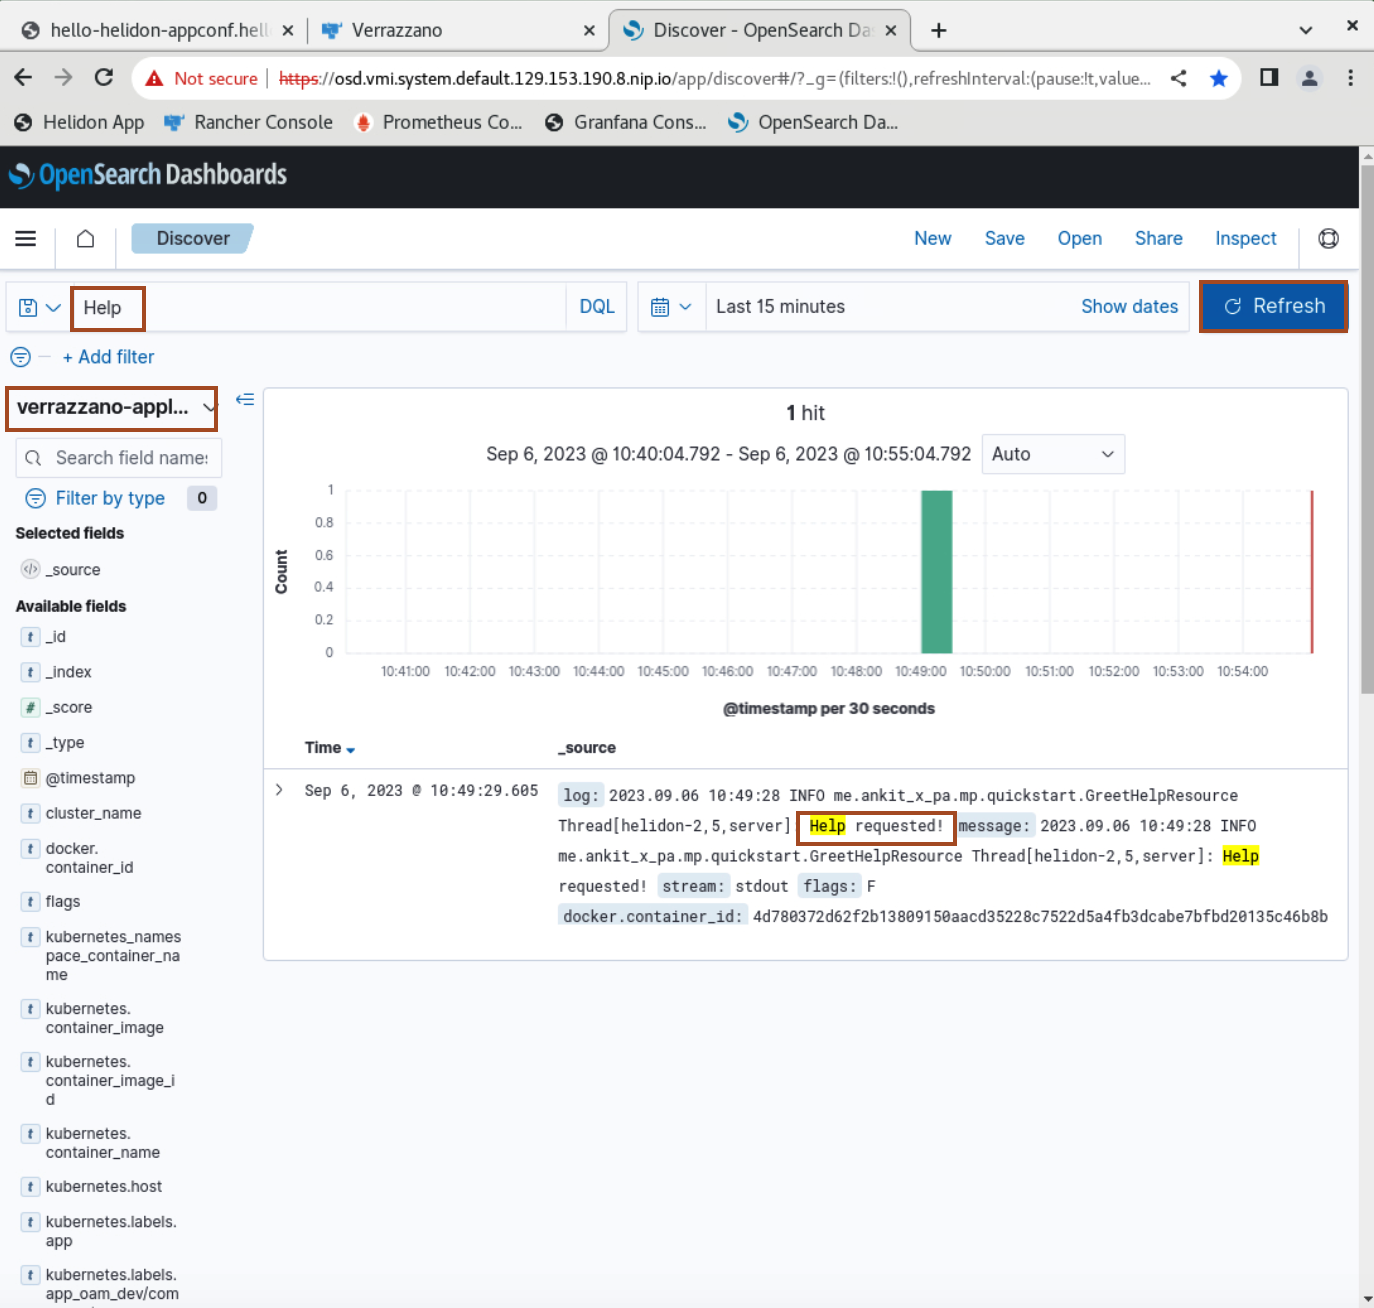 hello-helidon-appconf.hell
Verrazzano
Discover - OpenSearch Das
Not secure
https://osd.vmi.system.default.129.153.190.8.nip.io/app/discover#/?_g=(filters:!(),refreshInterval:(pause:!t,value...
Helidon App
Rancher Console
Prometheus Co...
Granfana Cons...
OpenSearch Da...
OpenSearch Dashboards
Discover
New
Save
Open
Share
Inspect
Help
DQL
Last 15 minutes
Show dates
Refresh
+ Add filter
verrazzano-appl...
Search field names
Filter by type 0
Selected fields
_source
Available fields
t _id
t _index
# _score
t _type
@timestamp
t cluster_name
t docker.
container_id
t flags
t kubernetes_names
pace_container_na
me
t kubernetes.
container_image
t kubernetes.
container_image_i
d
t kubernetes.
container_name
t kubernetes.host
t kubernetes.labels.
app
t kubernetes.labels.
app_oam_dev/com
1 hit
Sep 6, 2023 @ 10:40:04.792 - Sep 6, 2023 @ 10:55:04.792
Auto
Count
1
0.8
0.6
0.4
0.2
0
10:41:00 10:42:00 10:43:00 10:44:00 10:45:00 10:46:00 10:47:00 10:48:00 10:49:00 10:50:00 10:51:00 10:52:00 10:53:00 10:54:00
@timestamp per 30 seconds
Time
_source
Sep 6, 2023 @ 10:49:29.605
log: 2023.09.06 10:49:28 INFO me.ankit_x_pa.mp.quickstart.GreetHelpResource
Thread[helidon-2,5,server]: Help requested! message: 2023.09.06 10:49:28 INFO
me.ankit_x_pa.mp.quickstart.GreetHelpResource Thread[helidon-2,5,server]: Help
requested! stream: stdout flags: F
docker.container_id: 4d780372d62f2b13809150aacd35228c7522d5a4fb3dcabe7bfbd20135c46b8b